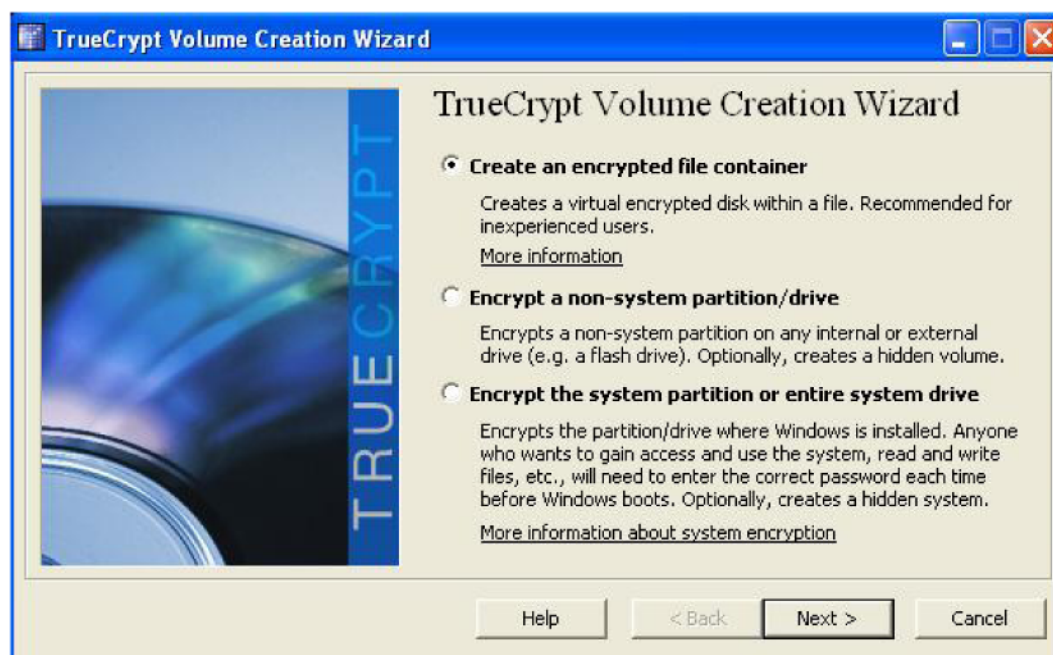 TrueCrypt Volume Creation Wizard
TRUECRYPT
TrueCrypt Volume Creation Wizard
Create an encrypted file container
Creates a virtual encrypted disk within a file. Recommended for
inexperienced users.
More information
Encrypt a non-system partition/drive
Encrypts a non-system partition on any internal or external
drive (e.g. a flash drive). Optionally, creates a hidden volume.
Encrypt the system partition or entire system drive
Encrypts the partition/drive where Windows is installed. Anyone
who wants to gain access and use the system, read and write
files, etc., will need to enter the correct password each time
before Windows boots. Optionally, creates a hidden system.
More information about system encryption
Help
< Back
Next >
Cancel